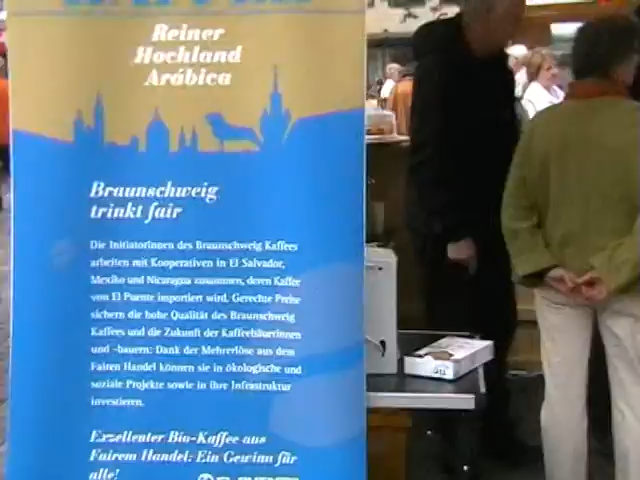 Reiner
Hochland
Arábica
Braunschweig
trinkt fair
Die InitiatorInnen des Braunschweig Kaffees
arbeiten mit Kooperativen in El Salvador,
Mexiko und Nicaragua zusammen, deren Kaffee
von El Puente importiert wird. Gerechte Preise
sichern die hohe Qualität des Braunschweig
Kaffees und die Zukunft der Kaffeebäuerinnen
und -bauern: Dank der Mehrerlöse aus dem
Fairen Handel können sie in ökologische und
soziale Projekte sowie in ihre Infrastruktur
investieren.
Exzellenter Bio-Kaffee aus
Fairem Handel: Ein Gewinn für
alle!